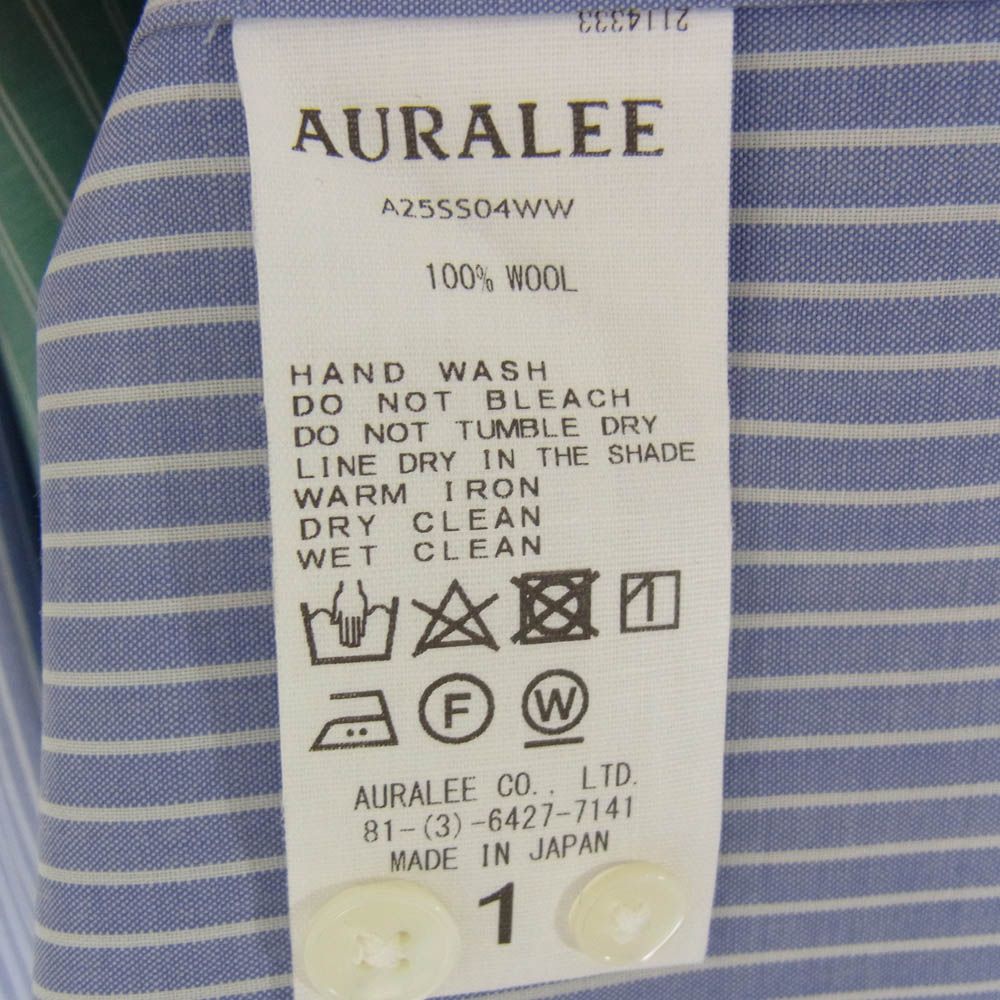 2114333
AURALEE
A25SS04WW
100% WOOL
HAND WASH
DO NOT BLEACH
DO NOT TUMBLE DRY
LINE DRY IN THE SHADE
WARM IRON
DRY CLEAN
WET CLEAN
F W
AURALEE CO., LTD.
81-(3)-6427-7141
MADE IN JAPAN
1